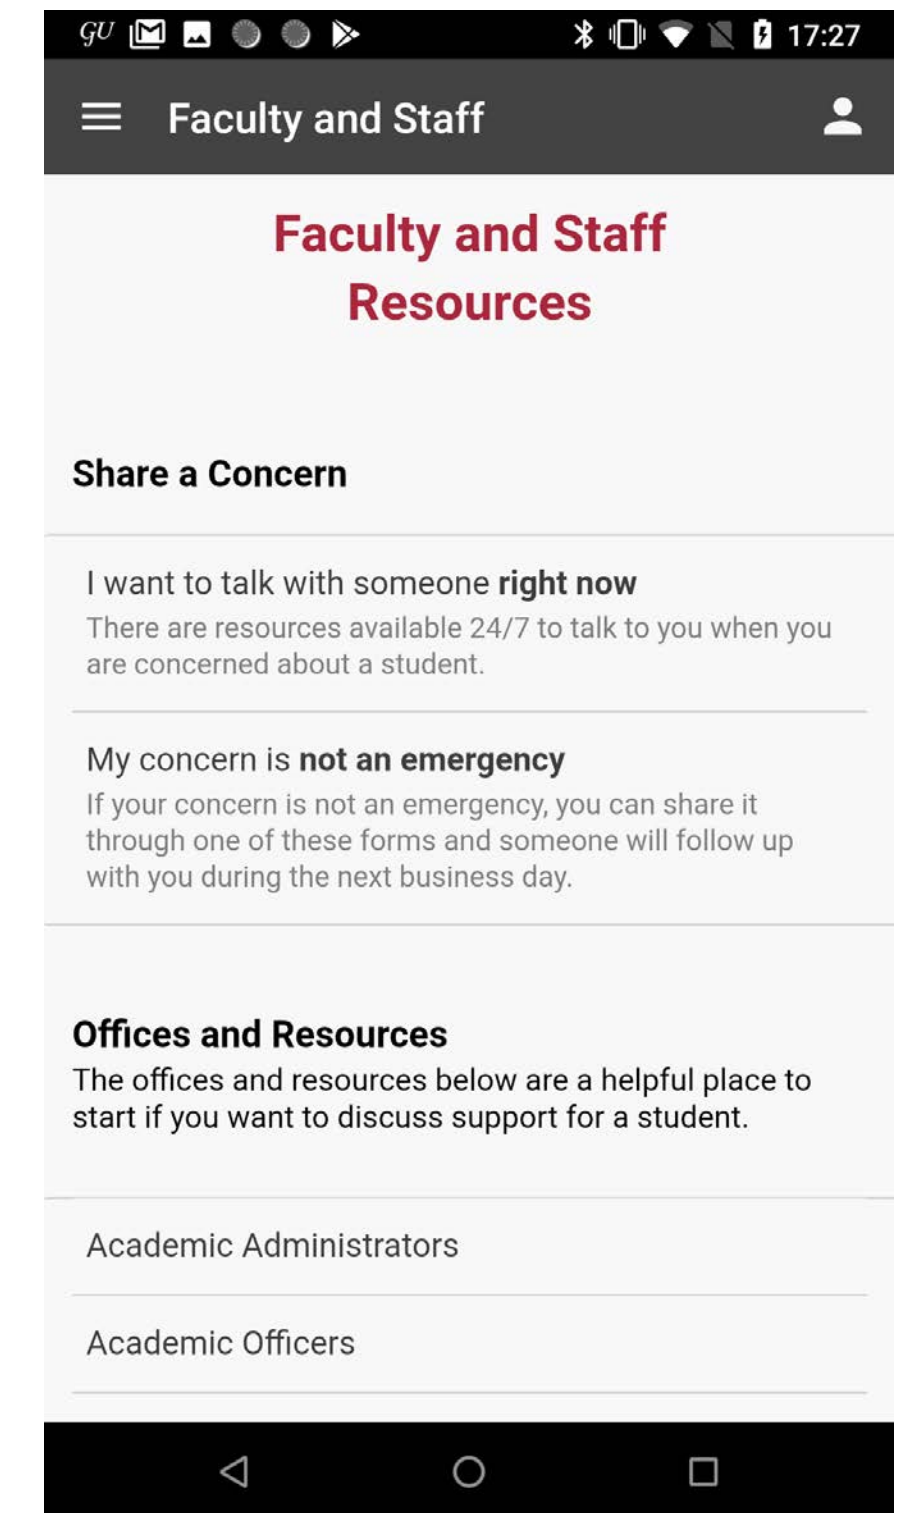 GU 17:27
Faculty and Staff
Faculty and Staff
Resources
Share a Concern
I want to talk with someone right now
There are resources available 24/7 to talk to you when you
are concerned about a student.
My concern is not an emergency
If your concern is not an emergency, you can share it
through one of these forms and someone will follow up
with you during the next business day.
Offices and Resources
The offices and resources below are a helpful place to
start if you want to discuss support for a student.
Academic Administrators
Academic Officers